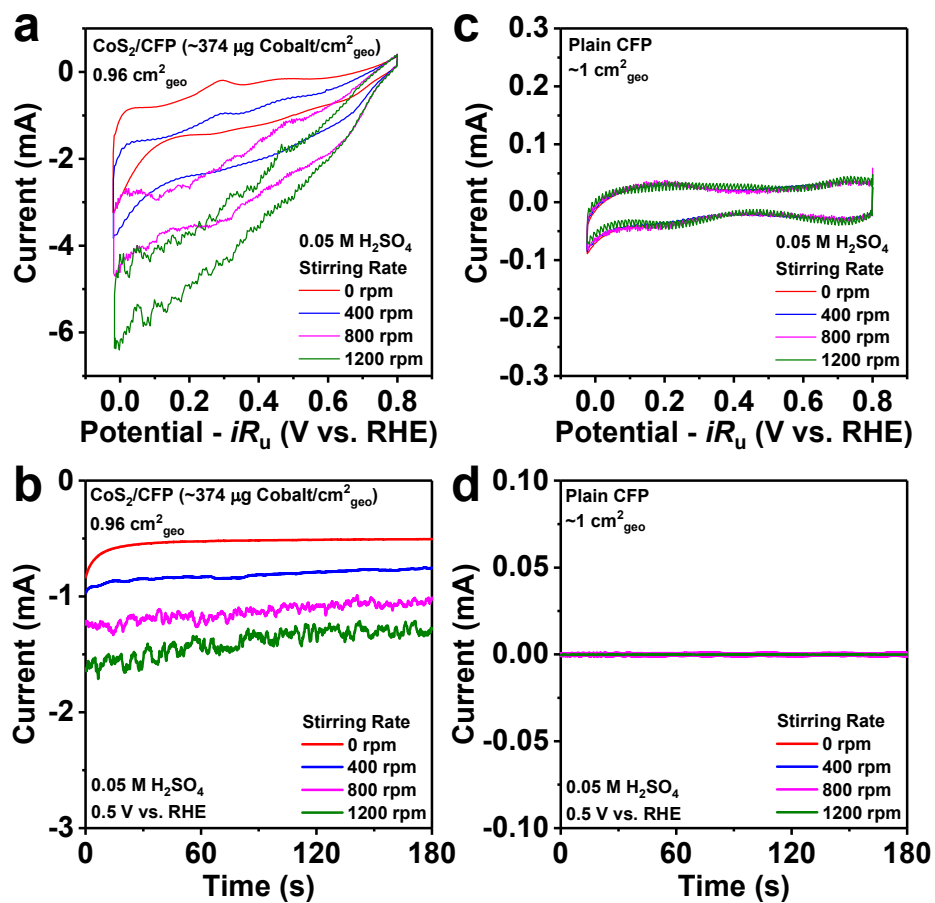 a
CoS₂/CFP (~374 μg Cobalt/cm²geo)
0.96 cm²geo
0
-2
-4
-6
Current (mA)
0.05 M H₂SO₄
Stirring Rate
0 rpm
400 rpm
800 rpm
1200 rpm
0.0 0.2 0.4 0.6 0.8
Potential - iRu (V vs. RHE)
c
Plain CFP
~1 cm²geo
0.3
0.2
0.1
0.0
-0.1
-0.2
-0.3
Current (mA)
0.05 M H₂SO₄
Stirring Rate
0 rpm
400 rpm
800 rpm
1200 rpm
0.0 0.2 0.4 0.6 0.8
Potential - iRu (V vs. RHE)
b
CoS₂/CFP (~374 μg Cobalt/cm²geo)
0.96 cm²geo
0
-1
-2
-3
Current (mA)
Stirring Rate
0 rpm
400 rpm
800 rpm
1200 rpm
0.05 M H₂SO₄
0.5 V vs. RHE
0 60 120 180
Time (s)
d
Plain CFP
~1 cm²geo
0.10
0.05
0.00
-0.05
-0.10
Current (mA)
Stirring Rate
0 rpm
400 rpm
800 rpm
1200 rpm
0.05 M H₂SO₄
0.5 V vs. RHE
0 60 120 180
Time (s)